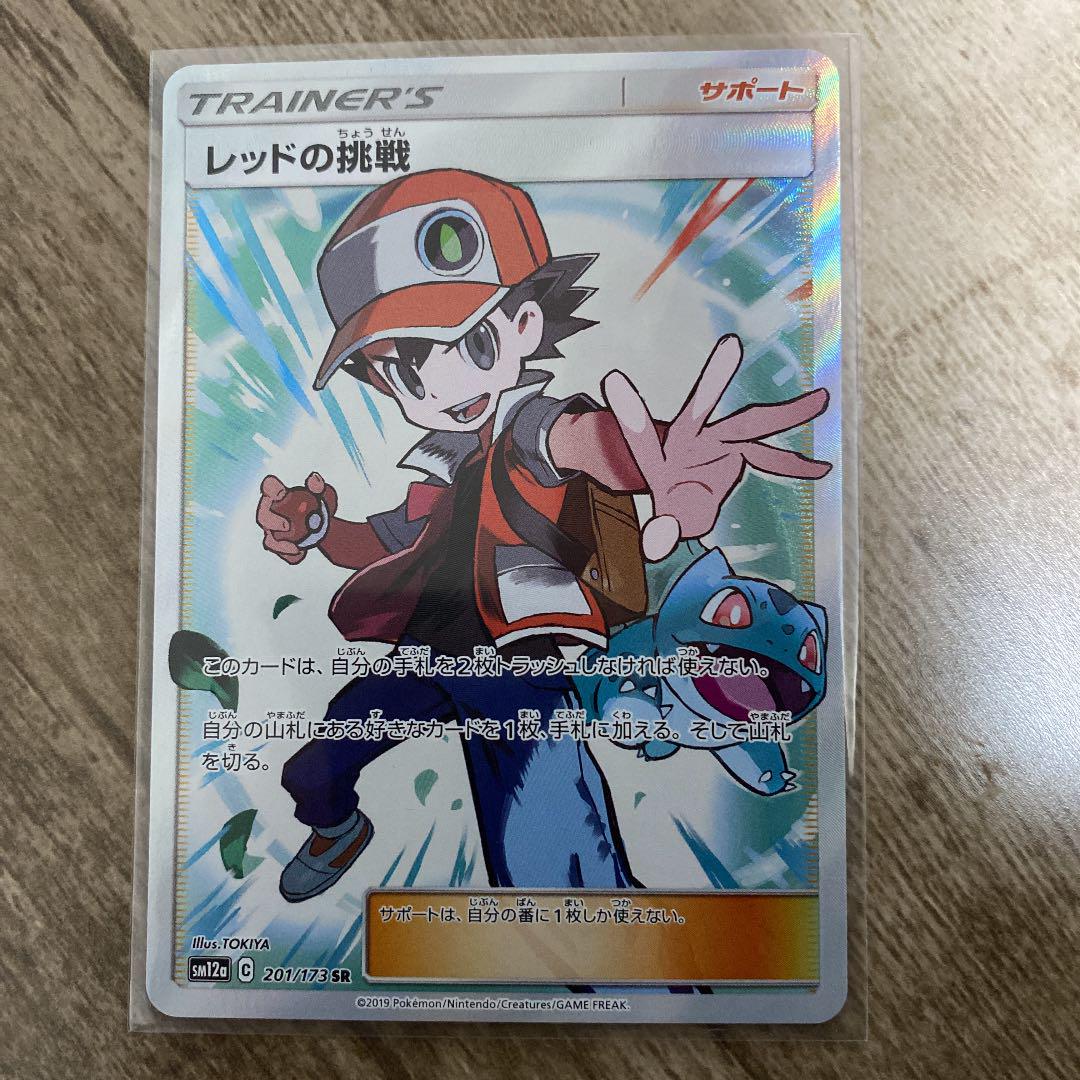 TRAINER'S
サポート
ちょう せん
レッドの挑戦
じぶん てふだ まい つか
このカードは、自分の手札を2枚トラッシュしなければ使えない。
じぶん やまふだ す まい てふだ くわ やまふだ
自分の山札にある好きなカードを1枚、手札に加える。そして山札
き
を切る。
じぶん ばん まい つか
サポートは、自分の番に1枚しか使えない。
Illus.TOKIYA
sm12a C 201/173 SR
©2019 Pokémon/Nintendo/Creatures/GAME FREAK.